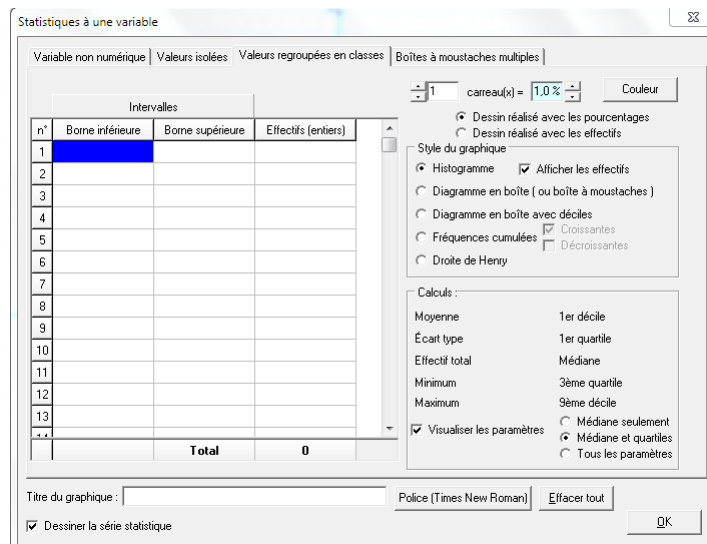 Statistiques à une variable
Variable non numérique Valeurs isolées Valeurs regroupées en classes Boîtes à moustaches multiples
1 carreau(x) = 1,0 % Couleur
Dessin réalisé avec les pourcentages
Dessin réalisé avec les effectifs
Intervalles
n° Borne inférieure Borne supérieure Effectifs (entiers)
1
2
3
4
5
6
7
8
9
10
11
12
13
14
Total 0
Style du graphique
Histogramme Afficher les effectifs
Diagramme en boîte ( ou boîte à moustaches )
Diagramme en boîte avec déciles
Fréquences cumulées Croissantes
Décroissantes
Droite de Henry
Calculs :
Moyenne 1er décile
Écart type 1er quartile
Effectif total Médiane
Minimum 3ème quartile
Maximum 9ème décile
Visualiser les paramètres Médiane seulement
Médiane et quartiles
Tous les paramètres
Titre du graphique : Police (Times New Roman) Effacer tout
Dessiner la série statistique OK